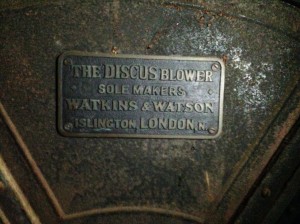 THE DISCUS BLOWER
SOLE MAKERS
WATKINS & WATSON
ISLINGTON, LONDON N.